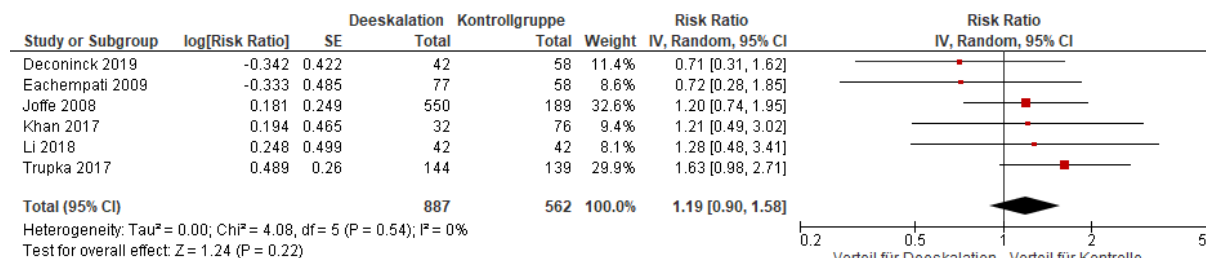 Deeskalation Kontrollgruppe Risk Ratio Risk Ratio
Study or Subgroup log[Risk Ratio] SE Total Total Weight IV, Random, 95% CI IV, Random, 95% CI
Deconinck 2019 -0.342 0.422 42 58 11.4% 0.71 [0.31, 1.62]
Eachempati 2009 -0.333 0.485 77 58 8.6% 0.72 [0.28, 1.85]
Joffe 2008 0.181 0.249 550 189 32.6% 1.20 [0.74, 1.95]
Khan 2017 0.194 0.465 32 76 9.4% 1.21 [0.49, 3.02]
Li 2018 0.248 0.499 42 42 8.1% 1.28 [0.48, 3.41]
Trupka 2017 0.489 0.26 144 139 29.9% 1.63 [0.98, 2.71]
Total (95% CI) 887 562 100.0% 1.19 [0.90, 1.58]
Heterogeneity: Tau² = 0.00; Chi² = 4.08, df = 5 (P = 0.54); I² = 0%
Test for overall effect: Z = 1.24 (P = 0.22)
0.2 0.5 1 2 5
Vorteil für Deeskalation Vorteil für Kontrolle